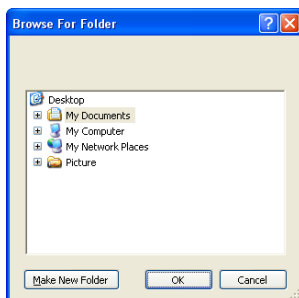 Browse For Folder
Desktop
My Documents
My Computer
My Network Places
Picture
Make New Folder OK Cancel